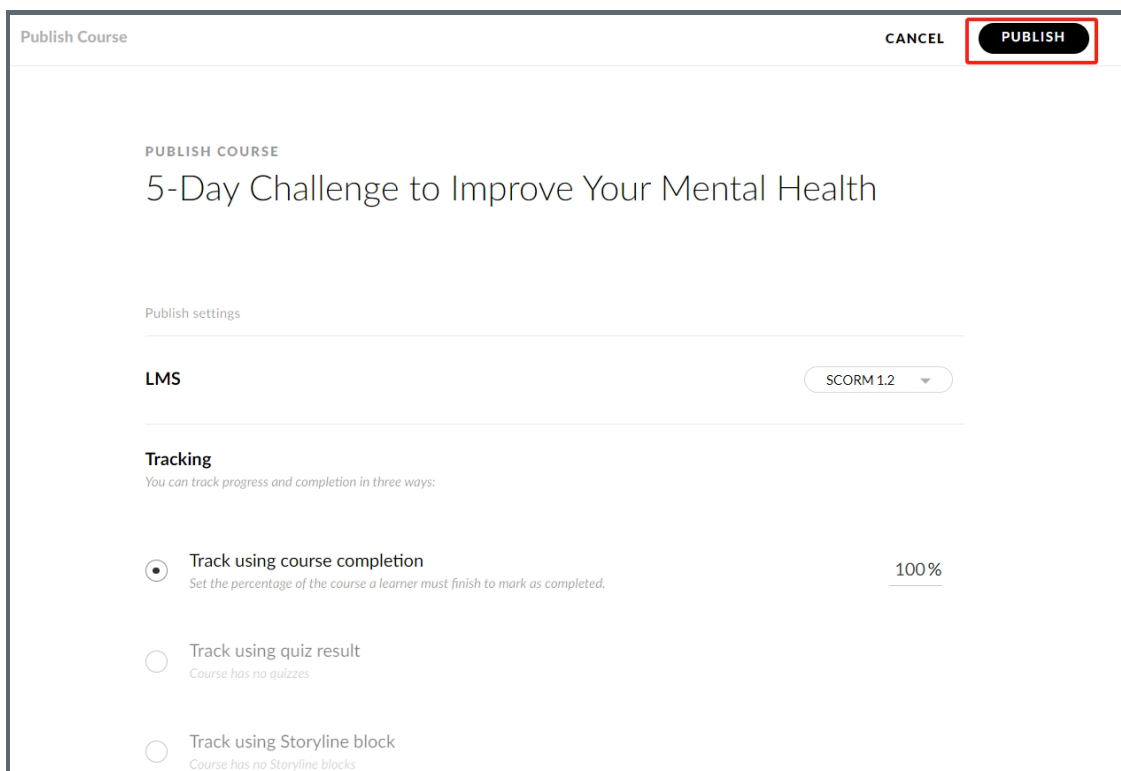 Publish Course
CANCEL
PUBLISH
PUBLISH COURSE
5-Day Challenge to Improve Your Mental Health
Publish settings
LMS
SCORM 1.2
Tracking
You can track progress and completion in three ways:
Track using course completion
Set the percentage of the course a learner must finish to mark as completed.
100 %
Track using quiz result
Course has no quizzes
Track using Storyline block
Course has no Storyline blocks